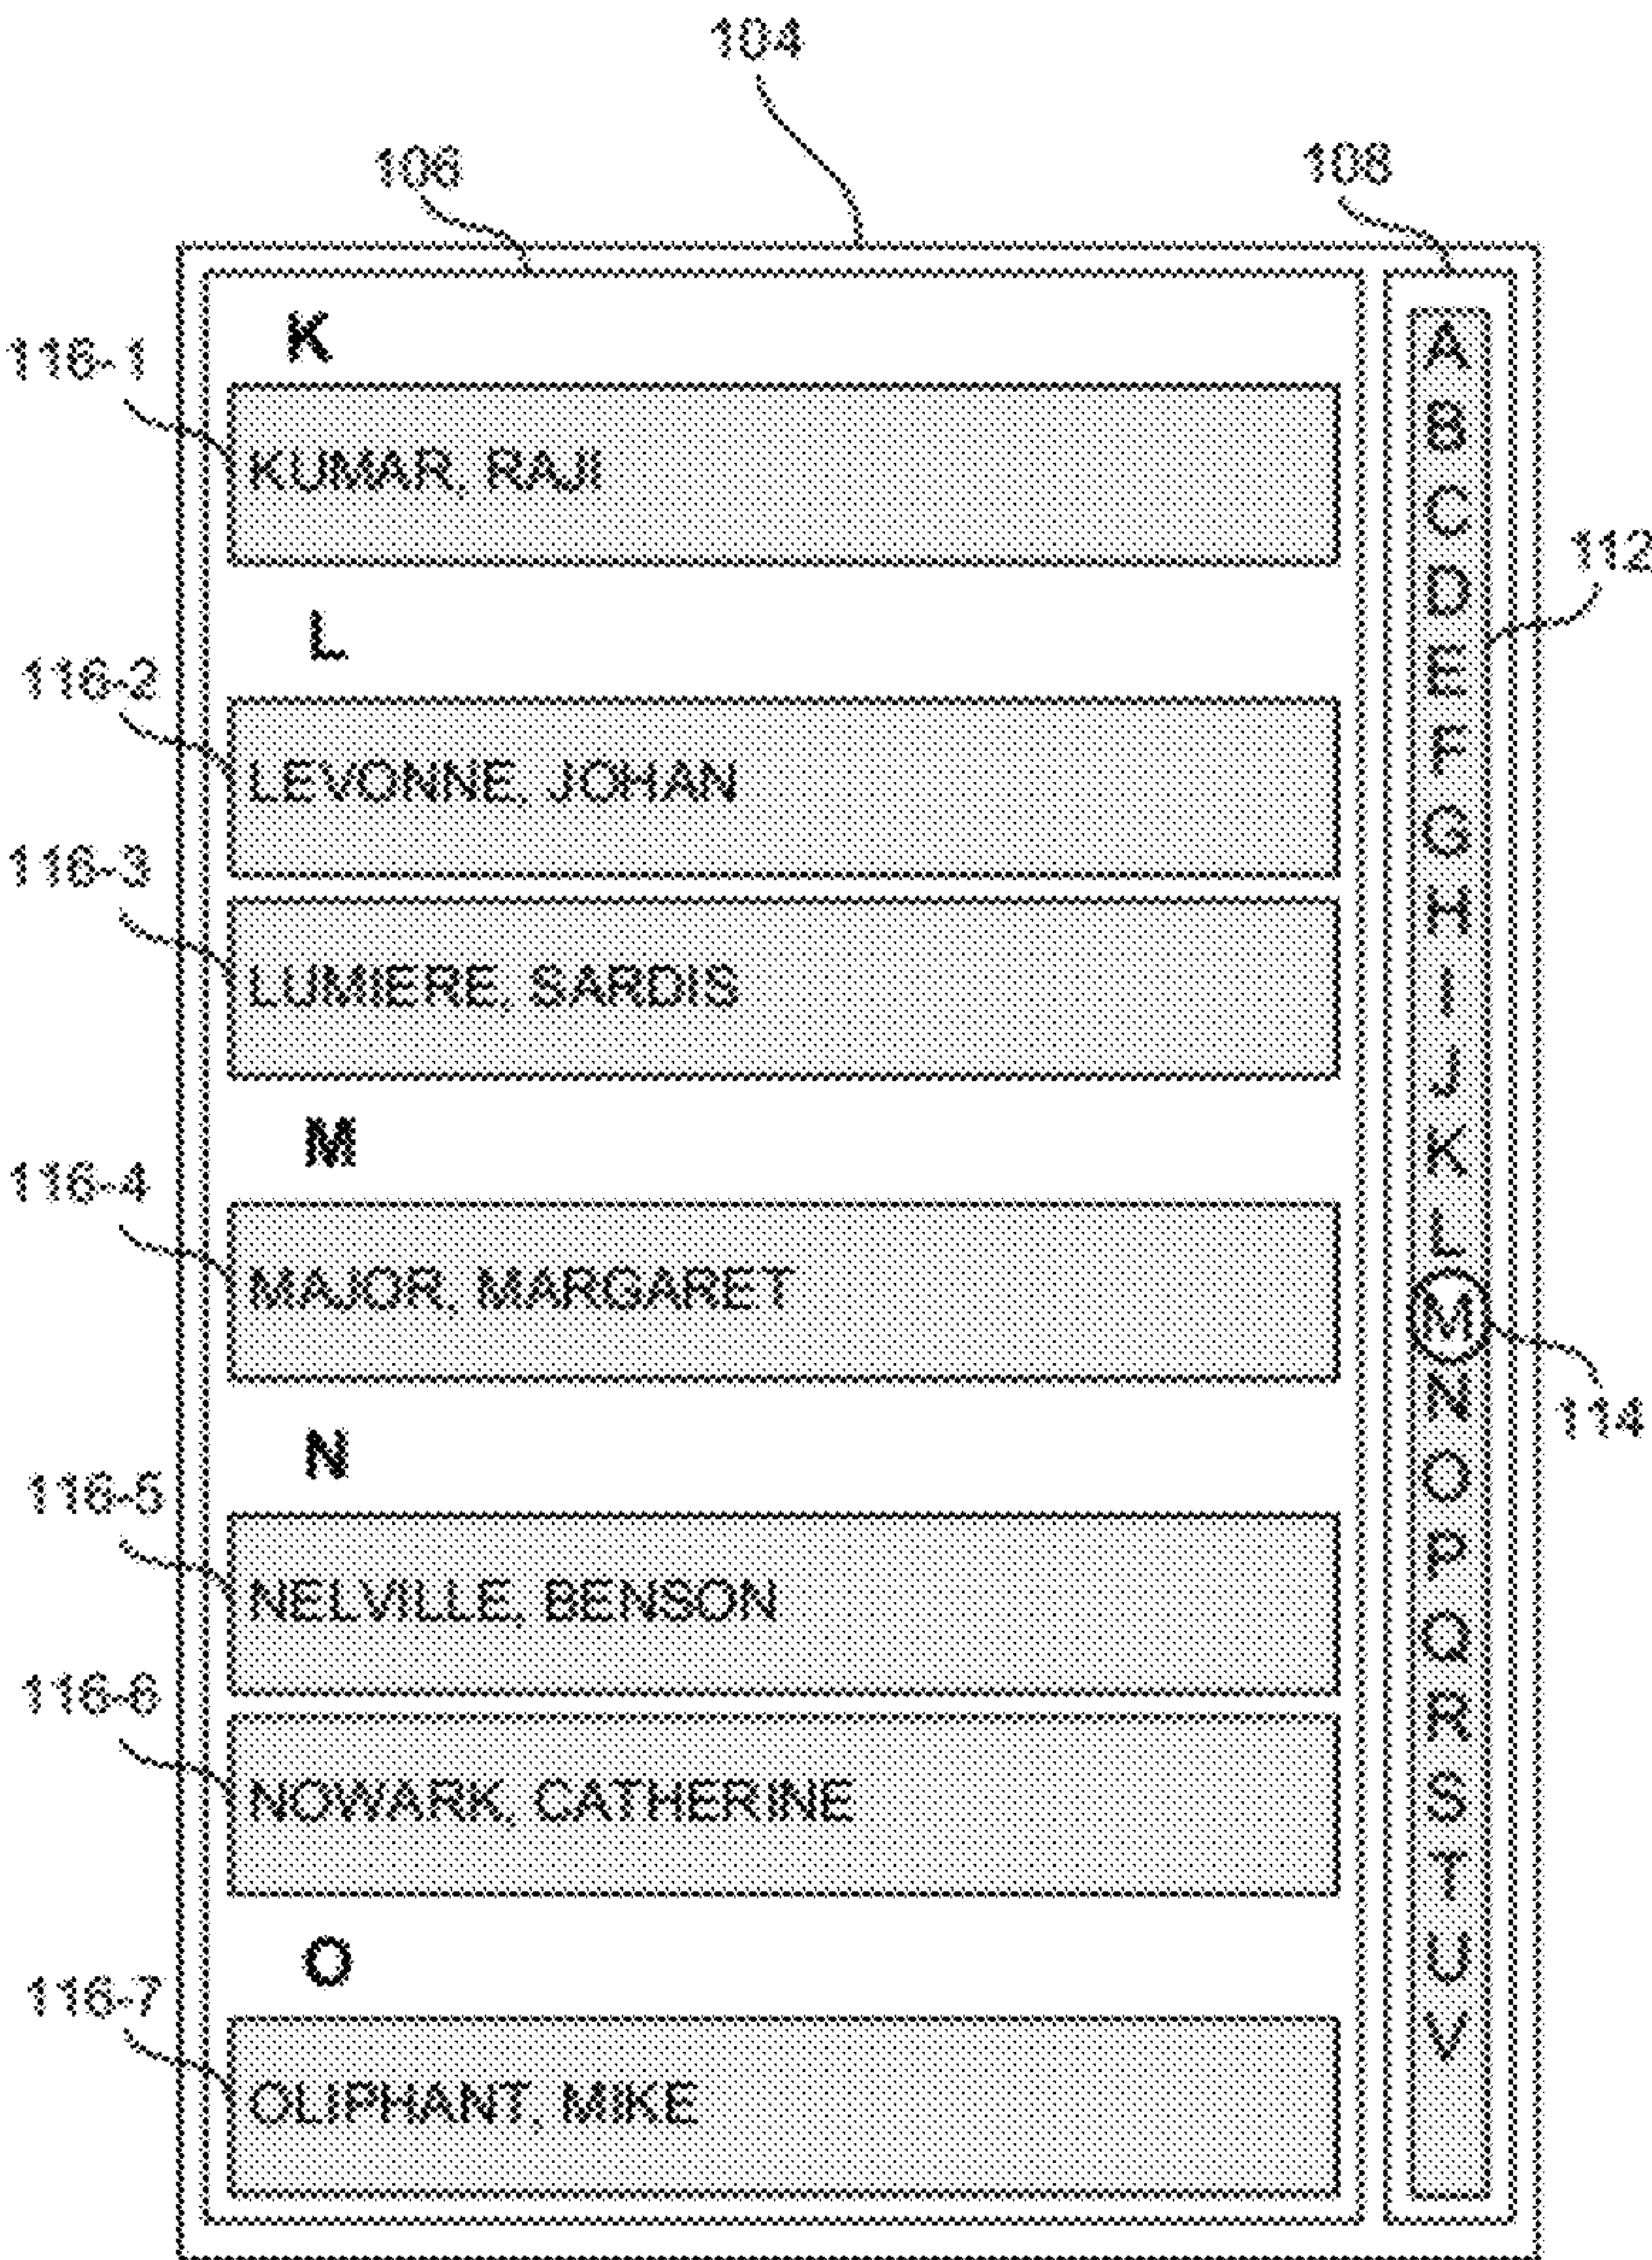 104
106
108
K
116-1
KUMAR, RAJI
L
116-2
LEVONNE, JOHAN
116-3
LUMIERE, SARDIS
M
116-4
MAJOR, MARGARET
N
116-5
NELVILLE, BENSON
116-6
NOWARK, CATHERINE
O
116-7
OLIPHANT, MIKE
A
B
C
D
E
F
G
H
I
J
K
L
M
N
O
P
Q
R
S
T
U
V
112
114